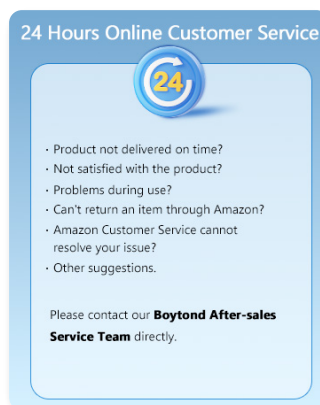 24 Hours Online Customer Service
24
· Product not delivered on time?
· Not satisfied with the product?
· Problems during use?
· Can't return an item through Amazon?
· Amazon Customer Service cannot
resolve your issue?
· Other suggestions.
Please contact our Boytond After-sales
Service Team directly.